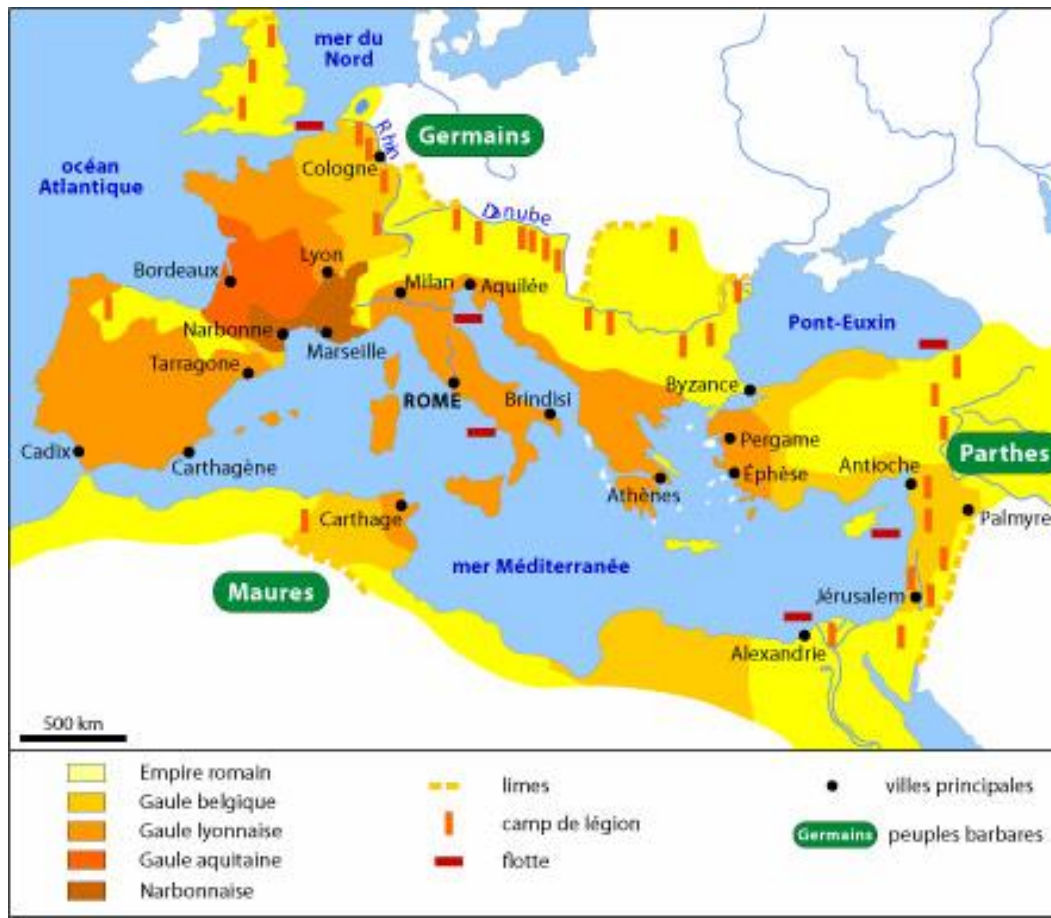 mer du
Nord
Germains
Rhin
océan
Atlantique
Cologne
Danube
Lyon
Bordeaux
Milan
Aquilée
Pont-Euxin
Narbonne
Marseille
Tarragone
ROME
Brindisi
Byzance
Pergame
Parthes
Cadix
Carthagène
Athènes
Éphèse
Antioche
Carthage
Palmyre
mer Méditerranée
Maures
Jérusalem
Alexandrie
500 km
Empire romain
Gaule belgique
Gaule lyonnaise
Gaule aquitaine
Narbonnaise
limes
camp de légion
flotte
villes principales
Germains
peuples barbares